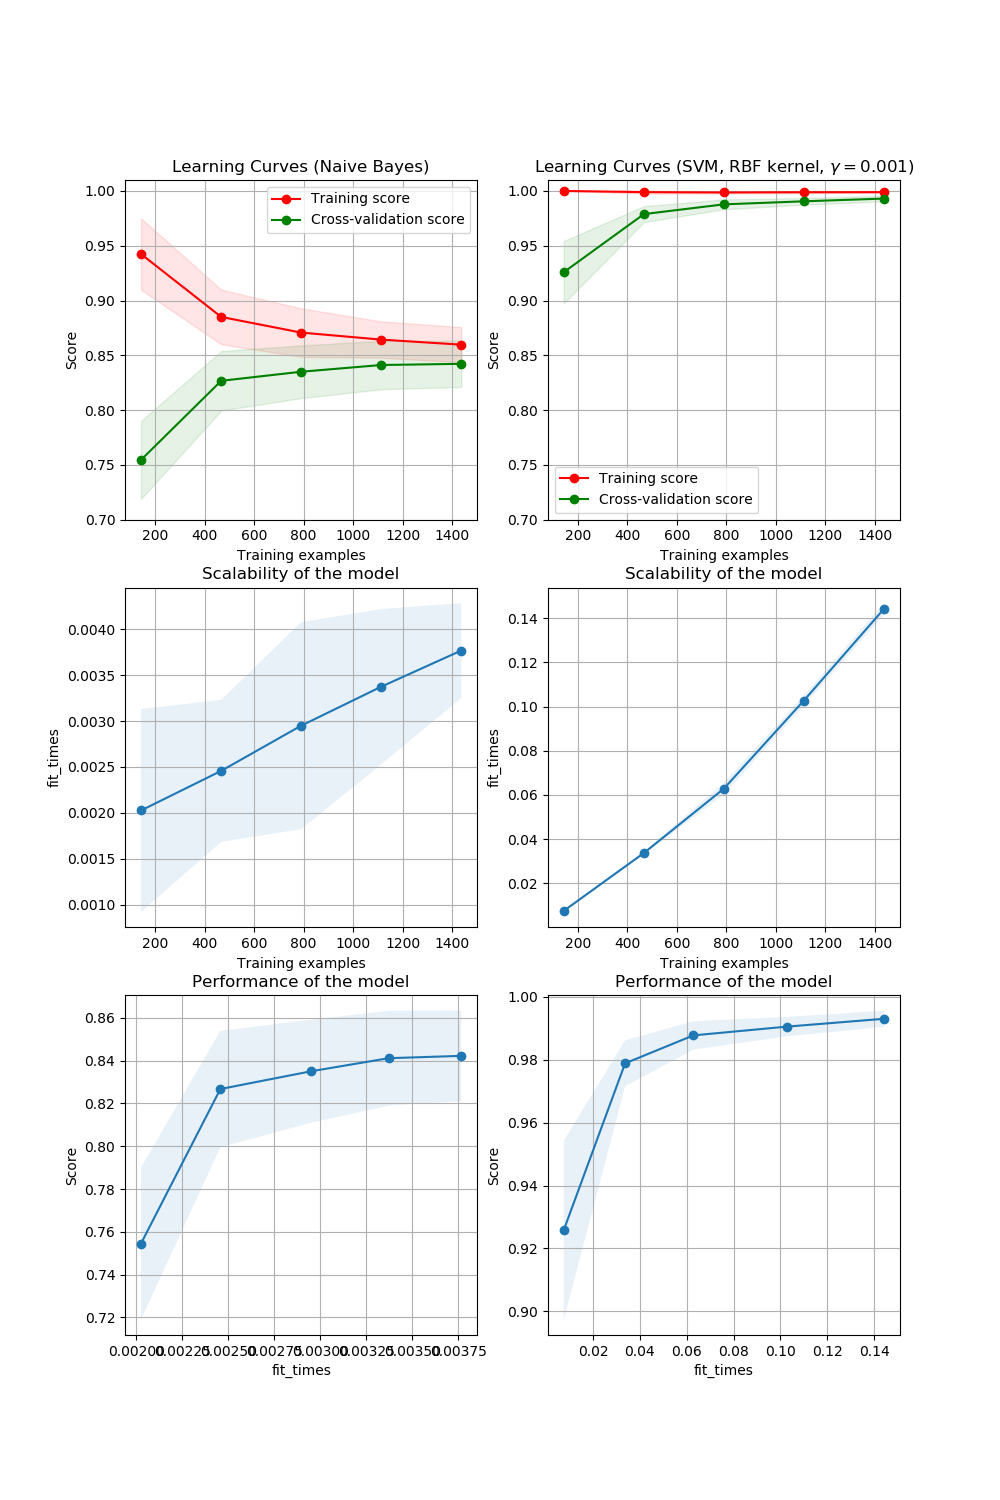 Learning Curves (Naive Bayes)
1.00
0.95
0.90
0.85
0.80
0.75
0.70
Score
Training score
Cross-validation score
200 400 600 800 1000 1200 1400
Training examples
Learning Curves (SVM, RBF kernel, γ = 0.001)
1.00
0.95
0.90
0.85
0.80
0.75
0.70
Score
Training score
Cross-validation score
200 400 600 800 1000 1200 1400
Training examples
Scalability of the model
0.0040
0.0035
0.0030
0.0025
0.0020
0.0015
0.0010
fit_times
200 400 600 800 1000 1200 1400
Training examples
Scalability of the model
0.14
0.12
0.10
0.08
0.06
0.04
0.02
fit_times
200 400 600 800 1000 1200 1400
Training examples
Performance of the model
0.86
0.84
0.82
0.80
0.78
0.76
0.74
0.72
Score
0.00200 0.00225 0.00250 0.00275 0.00300 0.00325 0.00350 0.00375
fit_times
Performance of the model
1.00
0.98
0.96
0.94
0.92
0.90
Score
0.02 0.04 0.06 0.08 0.10 0.12 0.14
fit_times